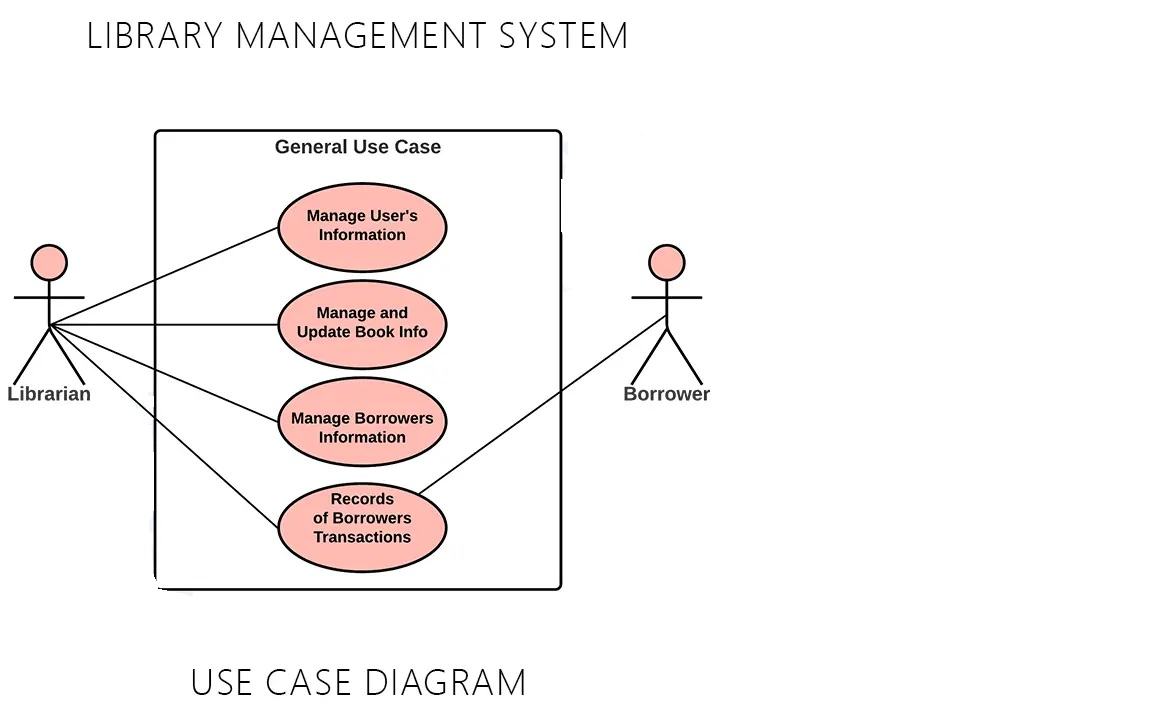 LIBRARY MANAGEMENT SYSTEM
General Use Case
Manage User's
Information
Manage and
Update Book Info
Librarian
Borrower
Manage Borrowers
Information
Records
of Borrowers
Transactions
USE CASE DIAGRAM